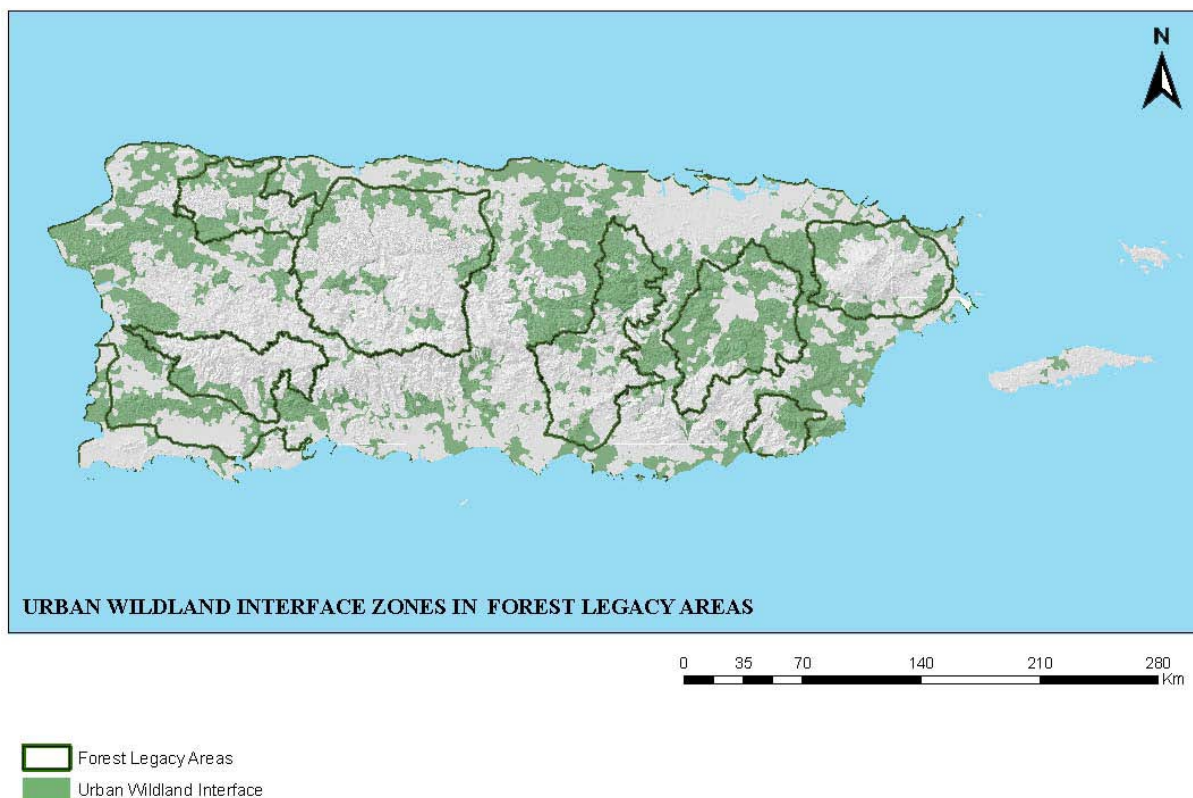 N
URBAN WILDLAND INTERFACE ZONES IN FOREST LEGACY AREAS
0 35 70 140 210 280
Km
Forest Legacy Areas
Urban Wildland Interface